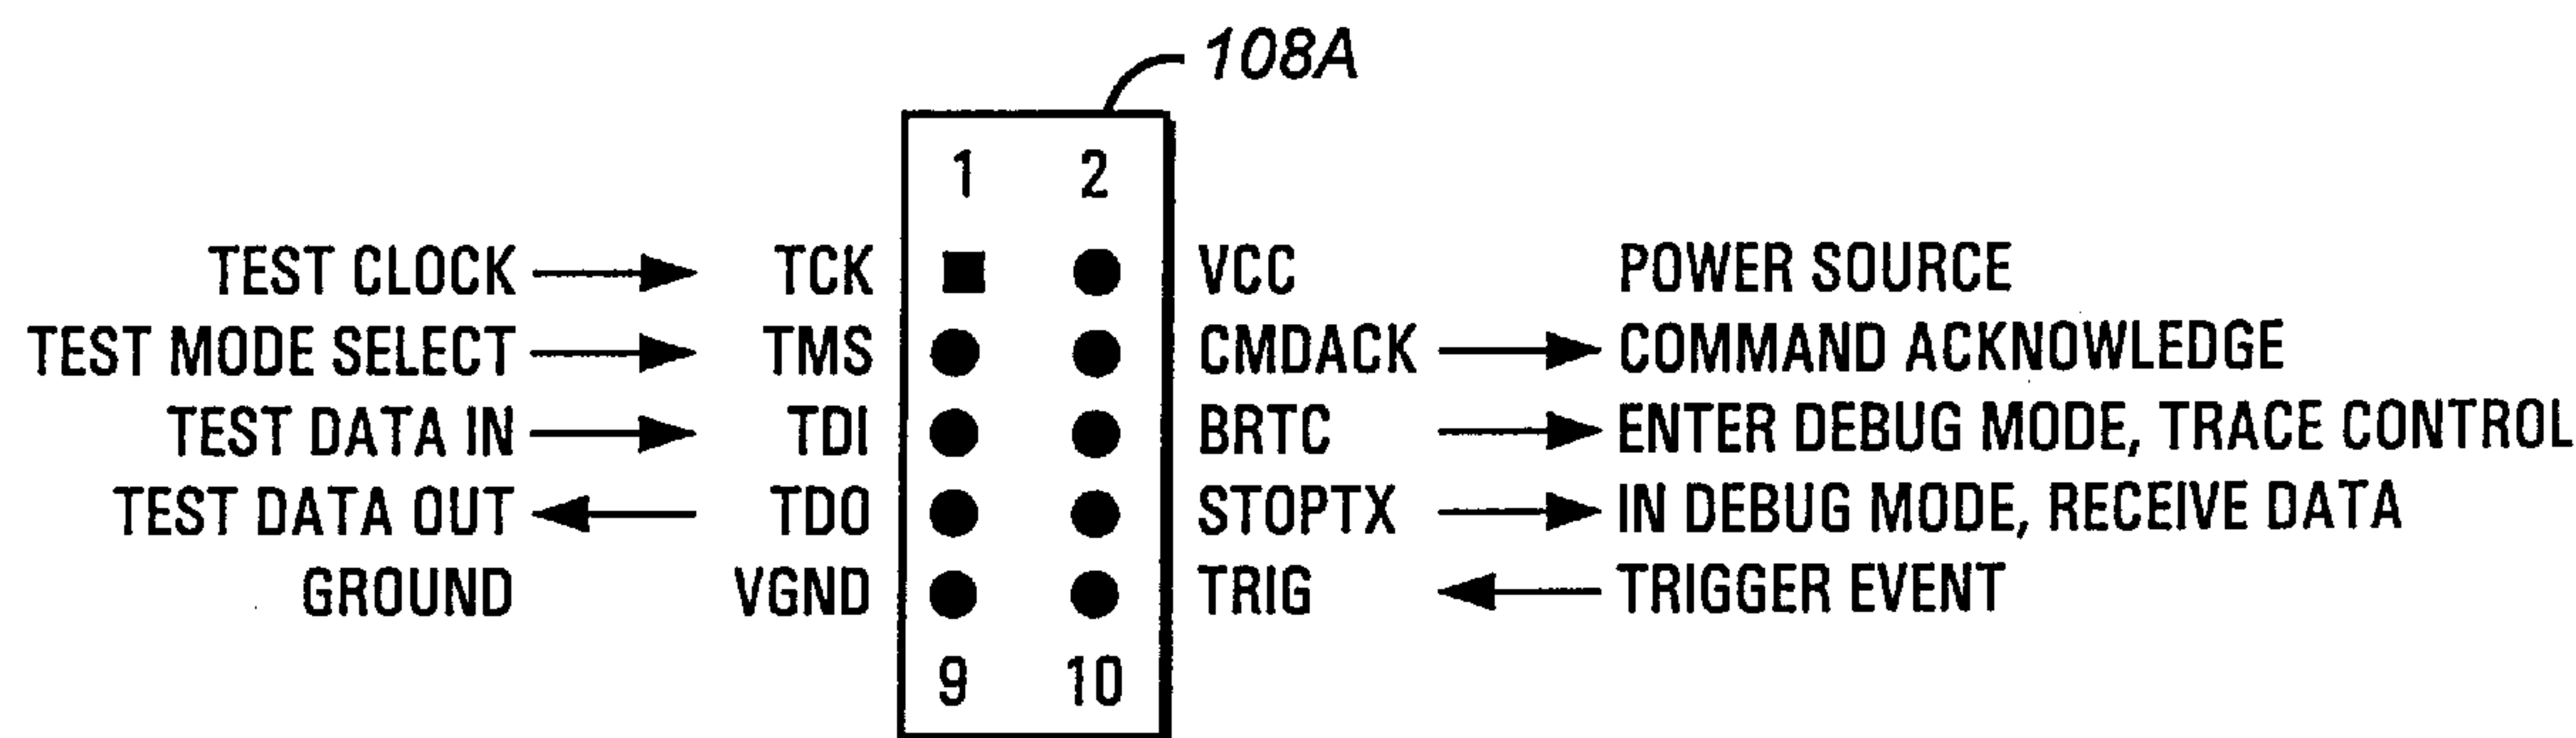 108A
1 2
TEST CLOCK TCK VCC POWER SOURCE
TEST MODE SELECT TMS CMDACK COMMAND ACKNOWLEDGE
TEST DATA IN TDI BRTC ENTER DEBUG MODE, TRACE CONTROL
TEST DATA OUT TDO STOPTX IN DEBUG MODE, RECEIVE DATA
GROUND VGND TRIG TRIGGER EVENT
9 10